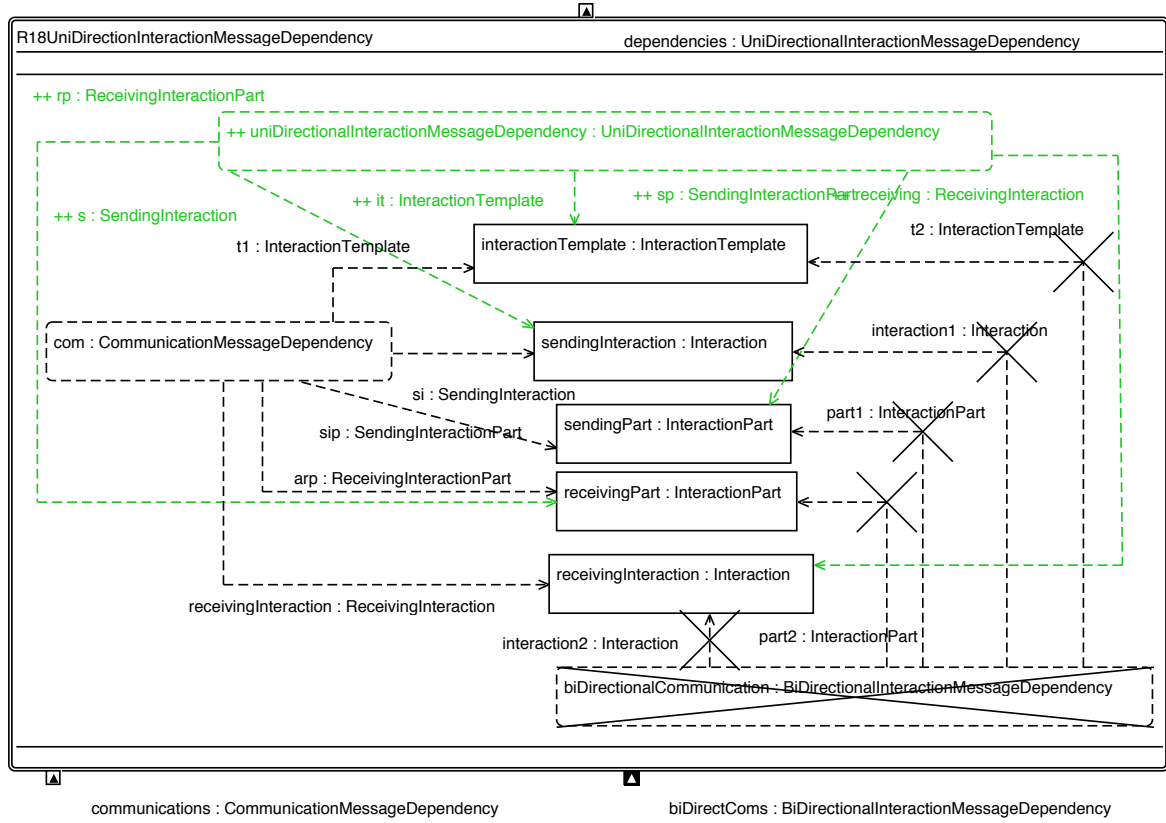 R18UniDirectionInteractionMessageDependency
dependencies : UniDirectionalInteractionMessageDependency
++ rp : ReceivingInteractionPart
++ uniDirectionalInteractionMessageDependency : UniDirectionalInteractionMessageDependency
++ s : SendingInteraction
++ it : InteractionTemplate
++ sp : SendingInteractionPart
++ receiving : ReceivingInteraction
t1 : InteractionTemplate
interactionTemplate : InteractionTemplate
t2 : InteractionTemplate
com : CommunicationMessageDependency
sendingInteraction : Interaction
interaction1 : Interaction
si : SendingInteraction
sendingPart : InteractionPart
part1 : InteractionPart
sip : SendingInteractionPart
arp : ReceivingInteractionPart
receivingPart : InteractionPart
receivingInteraction : Interaction
receivingInteraction : ReceivingInteraction
interaction2 : Interaction
part2 : InteractionPart
biDirectionalCommunication : BiDirectionalInteractionMessageDependency
communications : CommunicationMessageDependency
biDirectComs : BiDirectionalInteractionMessageDependency